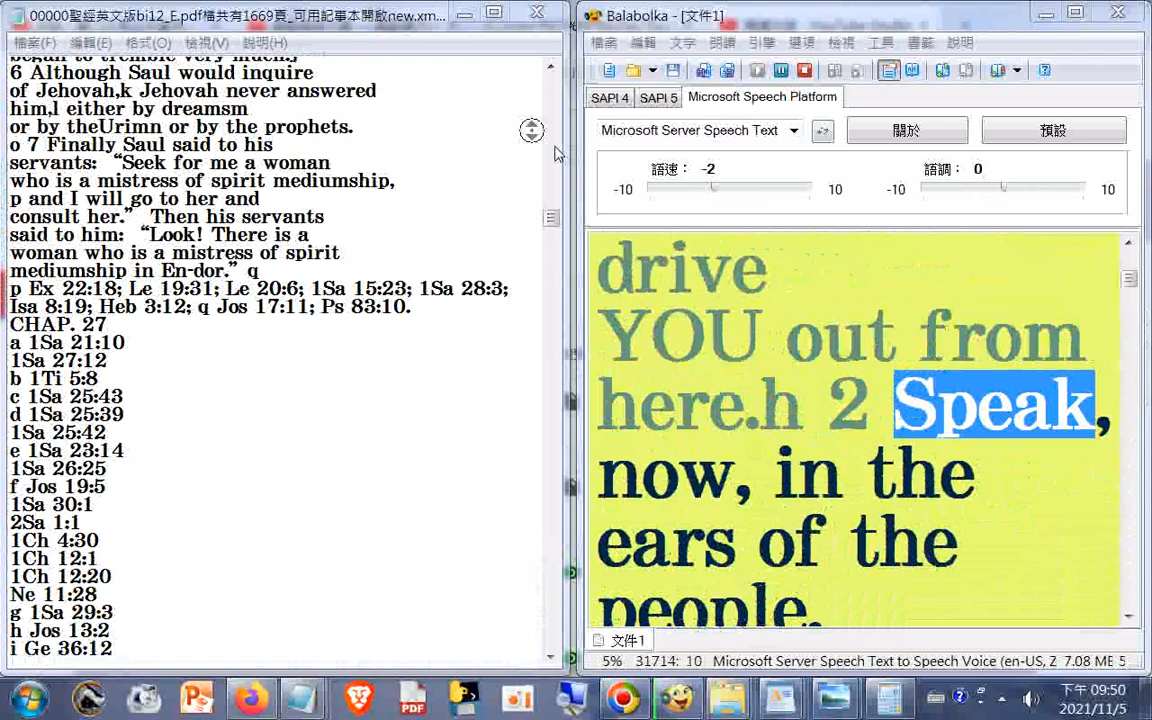 00000聖經英文版bi12_E.pdf檔共有1669頁_可用記事本開啟new.xm...
檔案(F) 編輯(E) 格式(O) 檢視(V) 說明(H)
began to tremble very much.j
6 Although Saul would inquire
of Jehovah,k Jehovah never answered
him,l either by dreamsm
or by theUrimn or by the prophets.
o 7 Finally Saul said to his
servants: “Seek for me a woman
who is a mistress of spirit mediumship,
p and I will go to her and
consult her.” Then his servants
said to him: “Look! There is a
woman who is a mistress of spirit
mediumship in En-dor.” q
p Ex 22:18; Le 19:31; Le 20:6; 1Sa 15:23; 1Sa 28:3;
Isa 8:19; Heb 3:12; q Jos 17:11; Ps 83:10.
CHAP. 27
a 1Sa 21:10
1Sa 27:12
b 1Ti 5:8
c 1Sa 25:43
d 1Sa 25:39
1Sa 25:42
e 1Sa 23:14
1Sa 26:25
f Jos 19:5
1Sa 30:1
2Sa 1:1
1Ch 4:30
1Ch 12:1
1Ch 12:20
Ne 11:28
g 1Sa 29:3
h Jos 13:2
i Ge 36:12
Balabolka - [文件1]
檔案 編輯 文字 朗讀 引擎 選項 檢視 工具 書籤 說明
SAPI 4 SAPI 5 Microsoft Speech Platform
Microsoft Server Speech Text 關於 預設
語速： -2 語調： 0
-10 10 -10 10
drive
YOU out from
here.h 2 Speak,
now, in the
ears of the
people,
文件1
5% 31714: 10 Microsoft Server Speech Text to Speech Voice (en-US, Z 7.08 MB 5
PDF
下午 09:50
2021/11/5